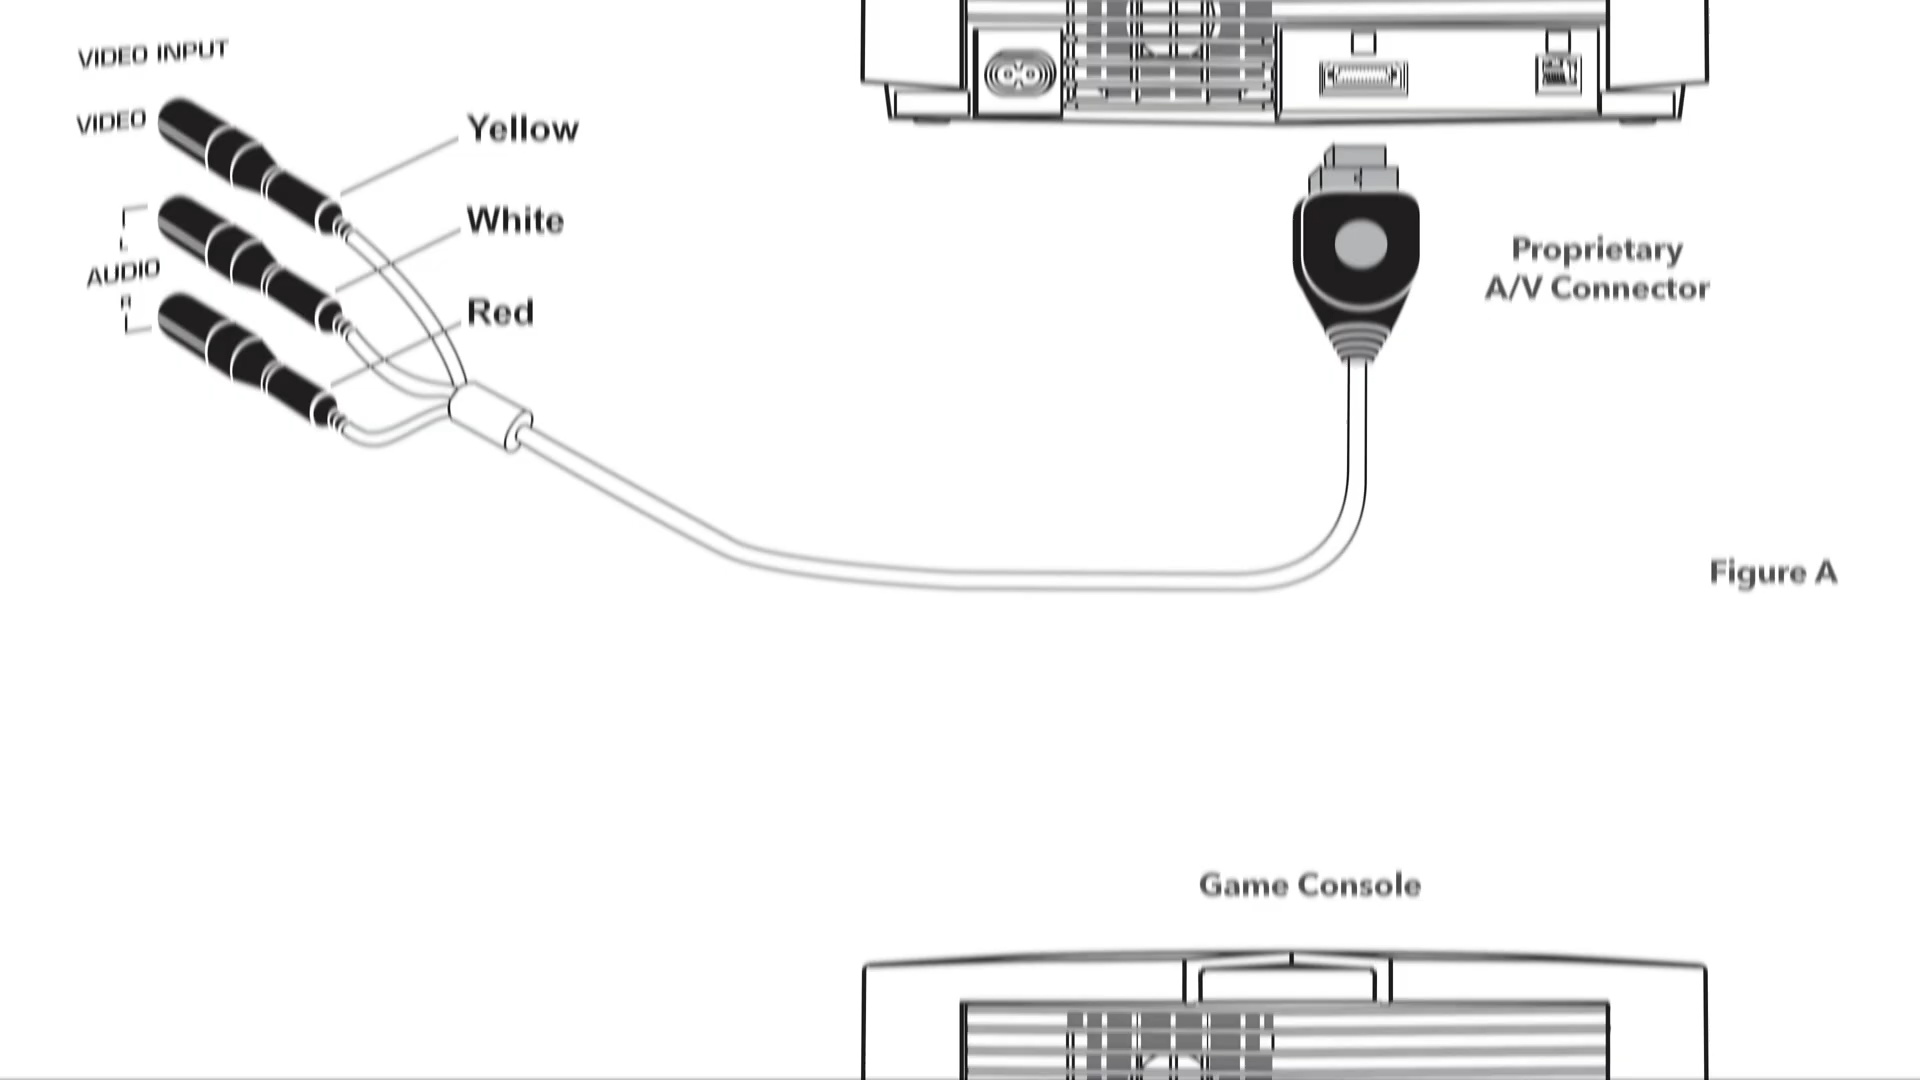 VIDEO INPUT
VIDEO
Yellow
L
White
AUDIO
R
Red
Proprietary
A/V Connector
Figure A
Game Console